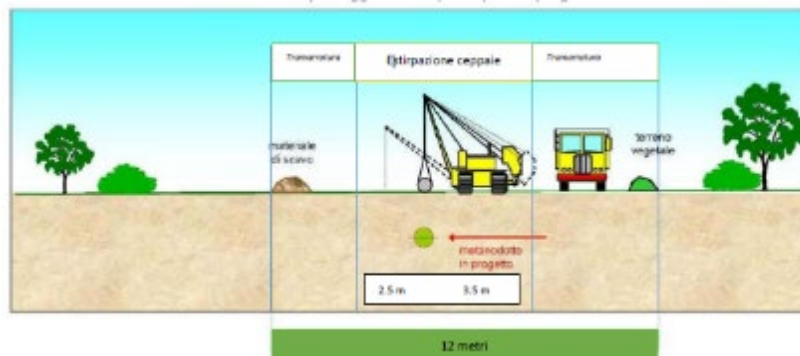 Estirpazione ceppaie
materiale
di scavo
terreno
vegetale
metanodotto
in progetto
2.5 m 3.5 m
12 metri